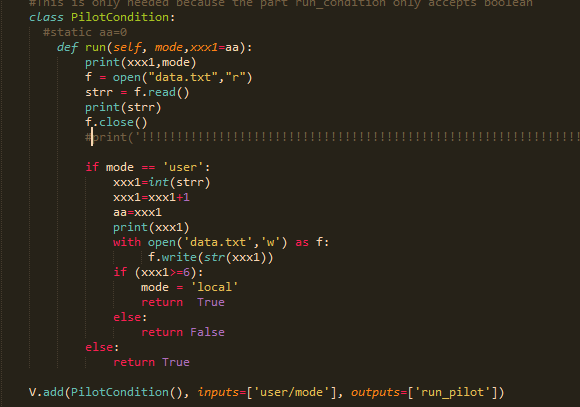 #This is only needed because the part run_condition only accepts boolean
class PilotCondition:
#static aa=0
def run(self, mode,xxx1=aa):
print(xxx1,mode)
f = open("data.txt","r")
strr = f.read()
print(strr)
f.close()
#print('!!!!!!!!!!!!!!!!!!!!!!!!!!!!!!!!!!!!!!!!!!!!!!!!!!!!!!!!!!!!!!!
if mode == 'user':
xxx1=int(strr)
xxx1=xxx1+1
aa=xxx1
print(xxx1)
with open('data.txt','w') as f:
f.write(str(xxx1))
if (xxx1>=6):
mode = 'local'
return  True
else:
return False
else:
return True
V.add(PilotCondition(), inputs=['user/mode'], outputs=['run_pilot'])